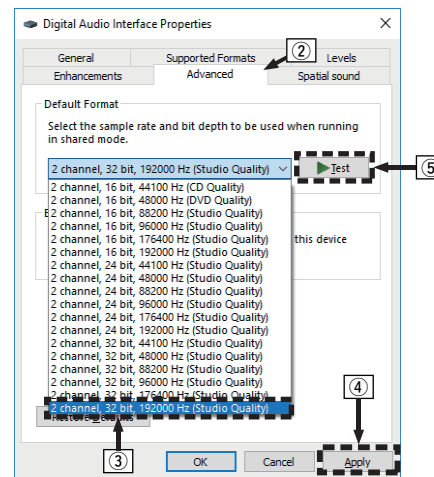 Digital Audio Interface Properties
General Supported Formats Levels
②
Enhancements Advanced Spatial sound
Default Format
Select the sample rate and bit depth to be used when running
in shared mode.
2 channel, 32 bit, 192000 Hz (Studio Quality) Test
⑤
2 channel, 16 bit, 44100 Hz (CD Quality)
2 channel, 16 bit, 48000 Hz (DVD Quality)
2 channel, 16 bit, 88200 Hz (Studio Quality)
2 channel, 16 bit, 96000 Hz (Studio Quality)
2 channel, 16 bit, 176400 Hz (Studio Quality)
this device
2 channel, 16 bit, 192000 Hz (Studio Quality)
2 channel, 24 bit, 44100 Hz (Studio Quality)
2 channel, 24 bit, 48000 Hz (Studio Quality)
2 channel, 24 bit, 88200 Hz (Studio Quality)
2 channel, 24 bit, 96000 Hz (Studio Quality)
2 channel, 24 bit, 176400 Hz (Studio Quality)
2 channel, 24 bit, 192000 Hz (Studio Quality)
2 channel, 32 bit, 44100 Hz (Studio Quality)
2 channel, 32 bit, 48000 Hz (Studio Quality)
2 channel, 32 bit, 88200 Hz (Studio Quality)
2 channel, 32 bit, 96000 Hz (Studio Quality)
2 channel, 32 bit, 176400 Hz (Studio Quality)
2 channel, 32 bit, 192000 Hz (Studio Quality)
④
③
OK Cancel Apply